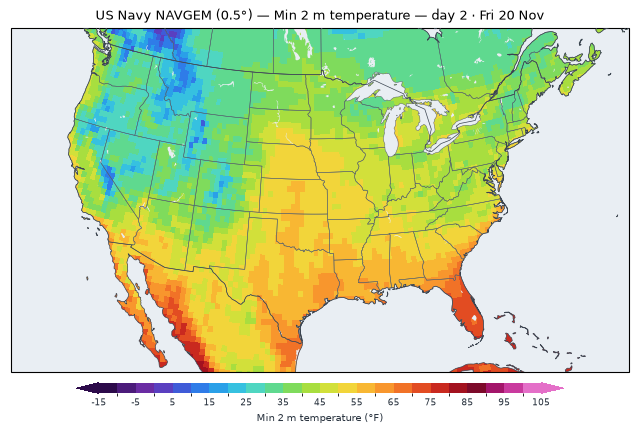 US Navy NAVGEM (0.5°) — Min 2 m temperature — day 2 · Fri 20 Nov
-15 -5 5 15 25 35 45 55 65 75 85 95 105
Min 2 m temperature (°F)